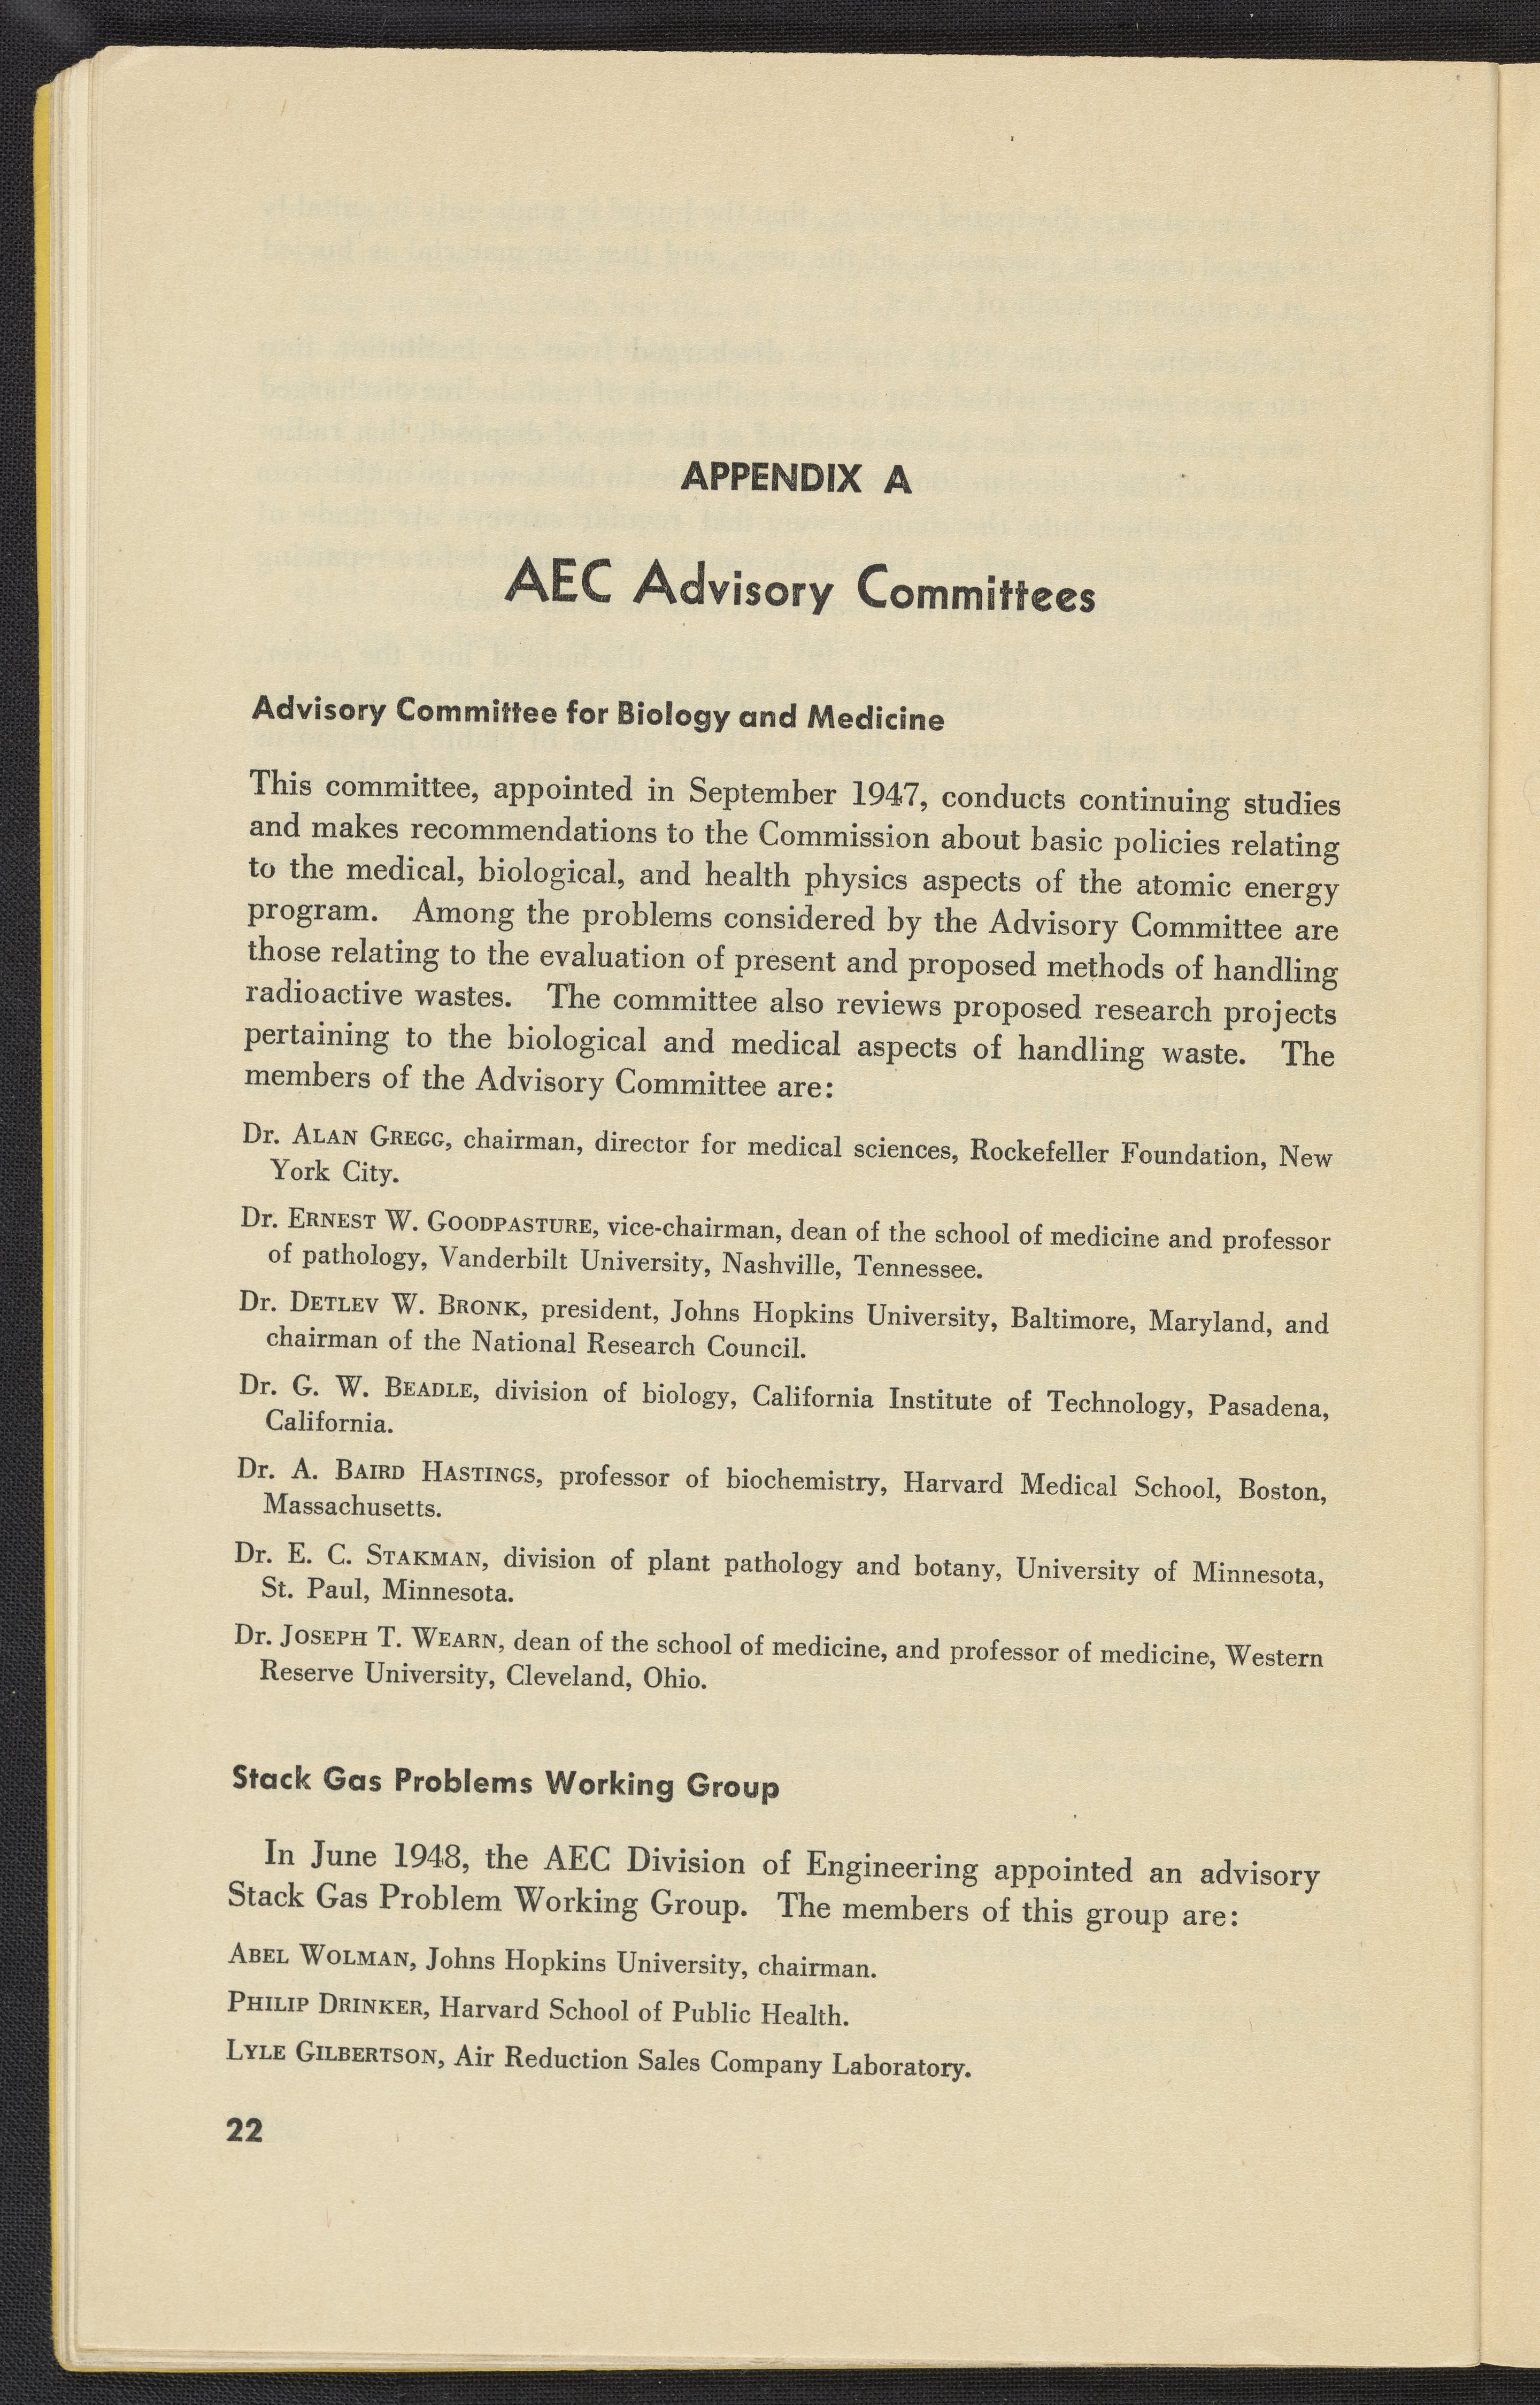 APPENDIX A
AEC Advisory Committees
Advisory Committee for Biology and Medicine
This committee, appointed in September 1947, conducts continuing studies
and makes recommendations to the Commission about basic policies relating
to the medical, biological, and health physics aspects of the atomic energy
program. Among the problems considered by the Advisory Committee are
those relating to the evaluation of present and proposed methods of handling
radioactive wastes. The committee also reviews proposed research projects
pertaining to the biological and medical aspects of handling waste. The
members of the Advisory Committee are:
Dr. ALAN GREGG, chairman, director for medical sciences, Rockefeller Foundation, New
York City.
Dr. ERNEST W. GOODPASTURE, vice-chairman, dean of the school of medicine and professor
of pathology, Vanderbilt University, Nashville, Tennessee.
Dr. DETLEV W. BRONK, president, Johns Hopkins University, Baltimore, Maryland, and
chairman of the National Research Council.
Dr. G. W. BEADLE, division of biology, California Institute of Technology, Pasadena,
California.
Dr. A. BAIRD HASTINGS, professor of biochemistry, Harvard Medical School, Boston,
Massachusetts.
Dr. E. C. STAKMAN, division of plant pathology and botany, University of Minnesota,
St. Paul, Minnesota.
Dr. JOSEPH T. WEARN, dean of the school of medicine, and professor of medicine, Western
Reserve University, Cleveland, Ohio.
Stack Gas Problems Working Group
In June 1948, the AEC Division of Engineering appointed an advisory
Stack Gas Problem Working Group. The members of this group are:
ABEL WOLMAN, Johns Hopkins University, chairman.
PHILIP DRINKER, Harvard School of Public Health.
LYLE GILBERTSON, Air Reduction Sales Company Laboratory.
22